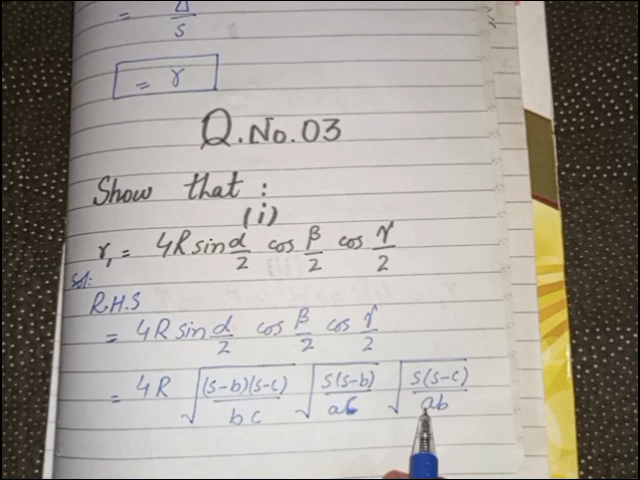 = Δ/s
= r
Q.No.03
Show that :
(i)
r₁ = 4R sin α/2 cos β/2 cos γ/2
Sol:
R.H.S
= 4R sin α/2 cos β/2 cos γ/2
= 4R √((s-b)(s-c)/bc) √(s(s-b)/ac) √(s(s-c)/ab)